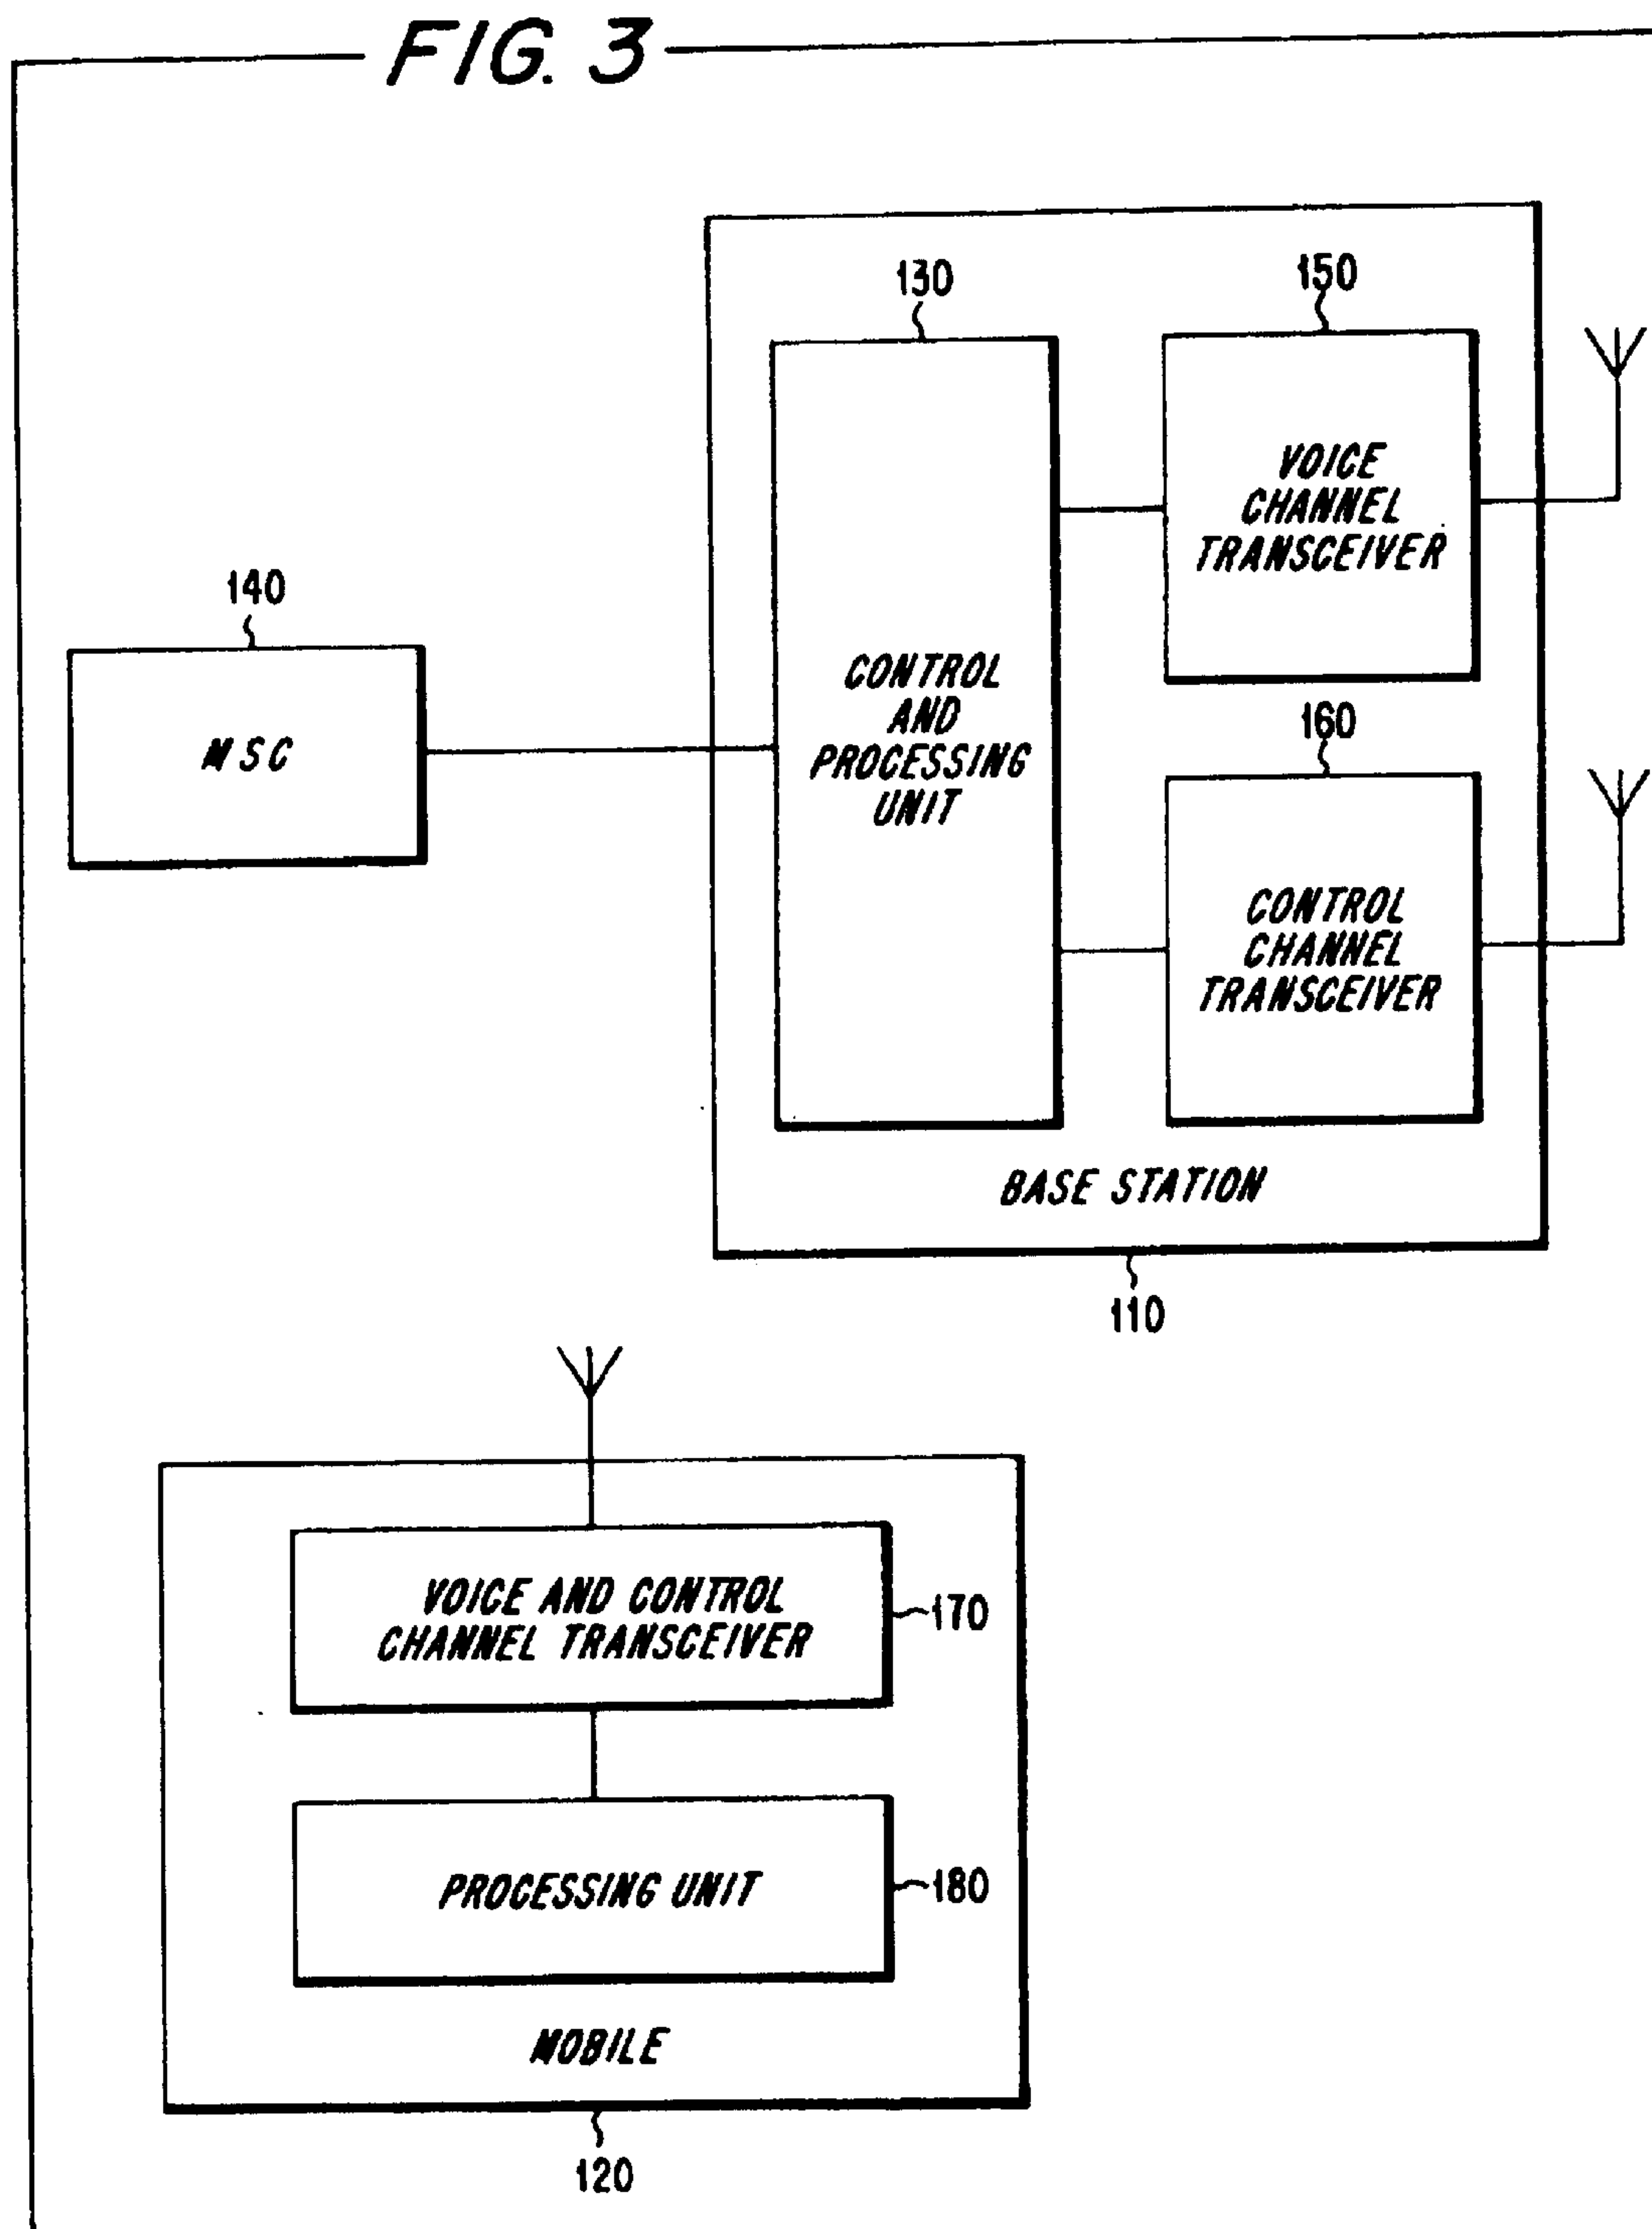 FIG. 3
130
150
VOICE
CHANNEL
TRANSCEIVER
140
CONTROL
AND
PROCESSING
UNIT
MSC
160
CONTROL
CHANNEL
TRANSCEIVER
BASE STATION
110
VOICE AND CONTROL
CHANNEL TRANSCEIVER
170
PROCESSING UNIT
180
MOBILE
120